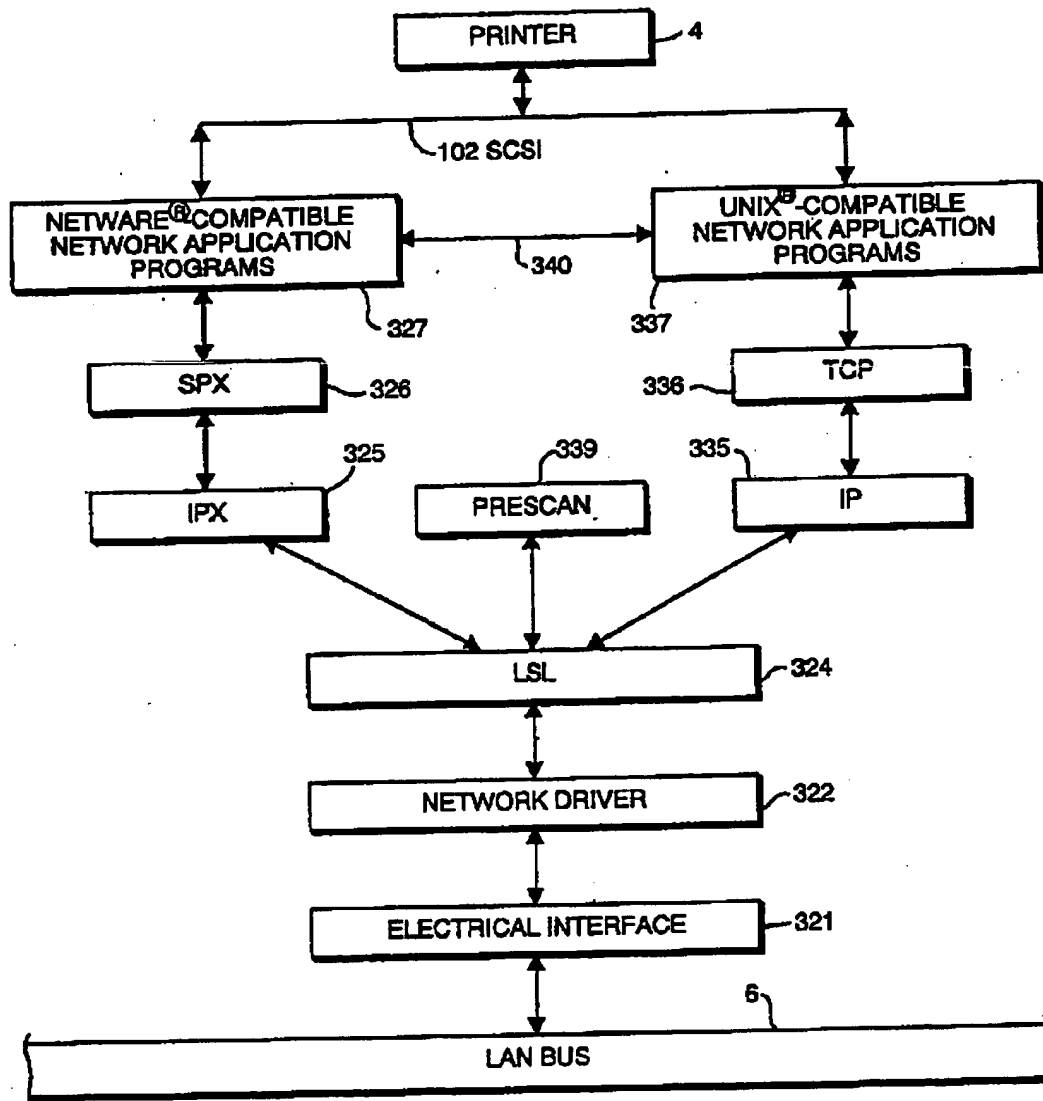 PRINTER
4
102 SCSI
NETWARE®-COMPATIBLE
NETWORK APPLICATION
PROGRAMS
327
340
UNIX®-COMPATIBLE
NETWORK APPLICATION
PROGRAMS
337
SPX
326
TCP
336
325
IPX
339
PRESCAN
335
IP
LSL
324
NETWORK DRIVER
322
ELECTRICAL INTERFACE
321
6
LAN BUS